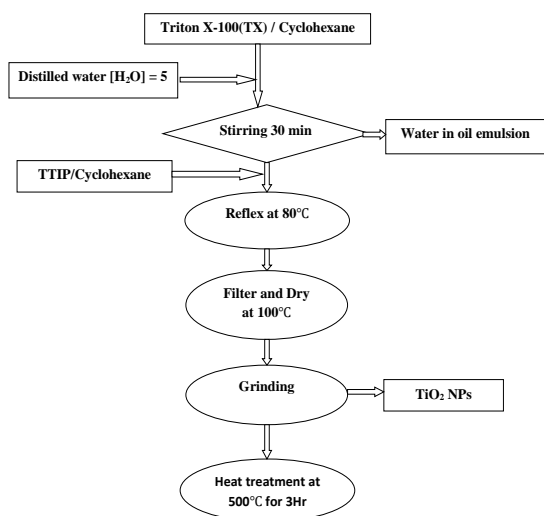 Triton X-100(TX) / Cyclohexane
Distilled water [H₂O] = 5
Stirring 30 min
Water in oil emulsion
TTIP/Cyclohexane
Reflex at 80℃
Filter and Dry
at 100℃
Grinding
TiO₂ NPs
Heat treatment at
500℃ for 3Hr